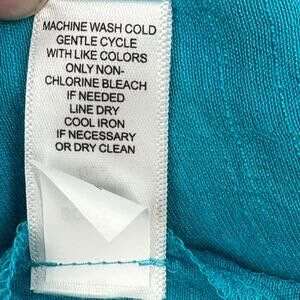 MACHINE WASH COLD
GENTLE CYCLE
WITH LIKE COLORS
ONLY NON-
CHLORINE BLEACH
IF NEEDED
LINE DRY
COOL IRON
IF NECESSARY
OR DRY CLEAN